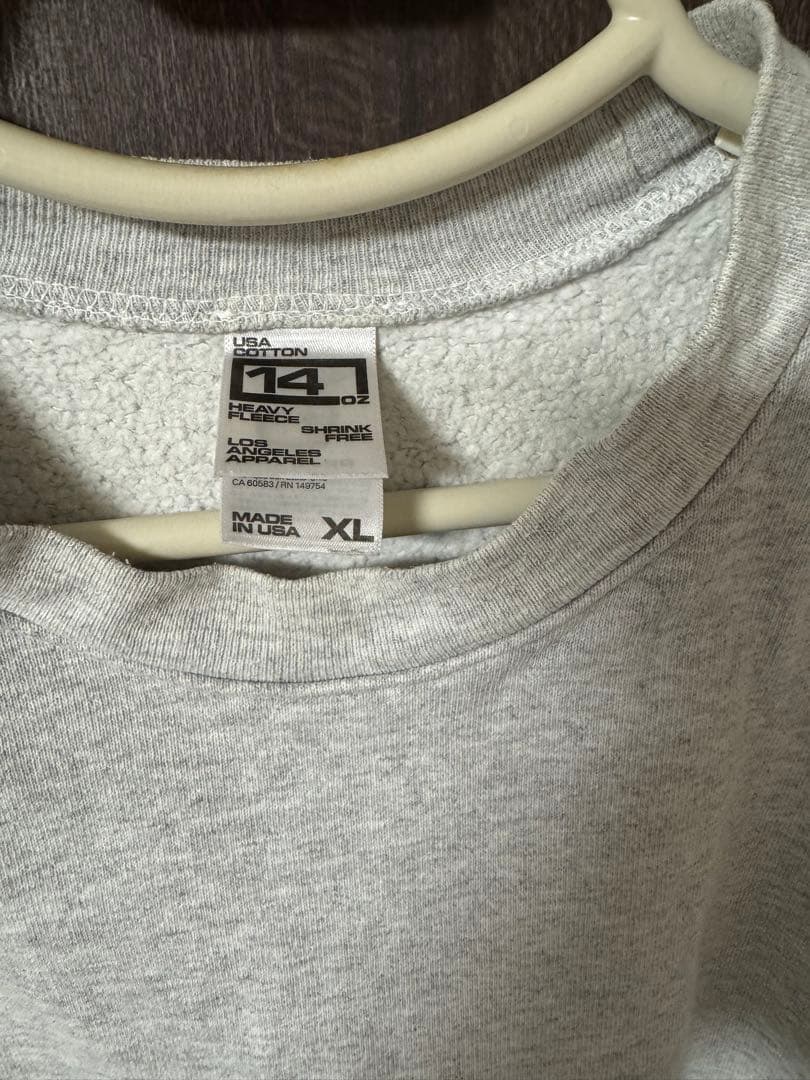 USA
COTTON
14
OZ
HEAVY
FLEECE
SHRINK
FREE
LOS
ANGELES
APPAREL
CA 60583 / RN 149754
MADE
IN USA
XL